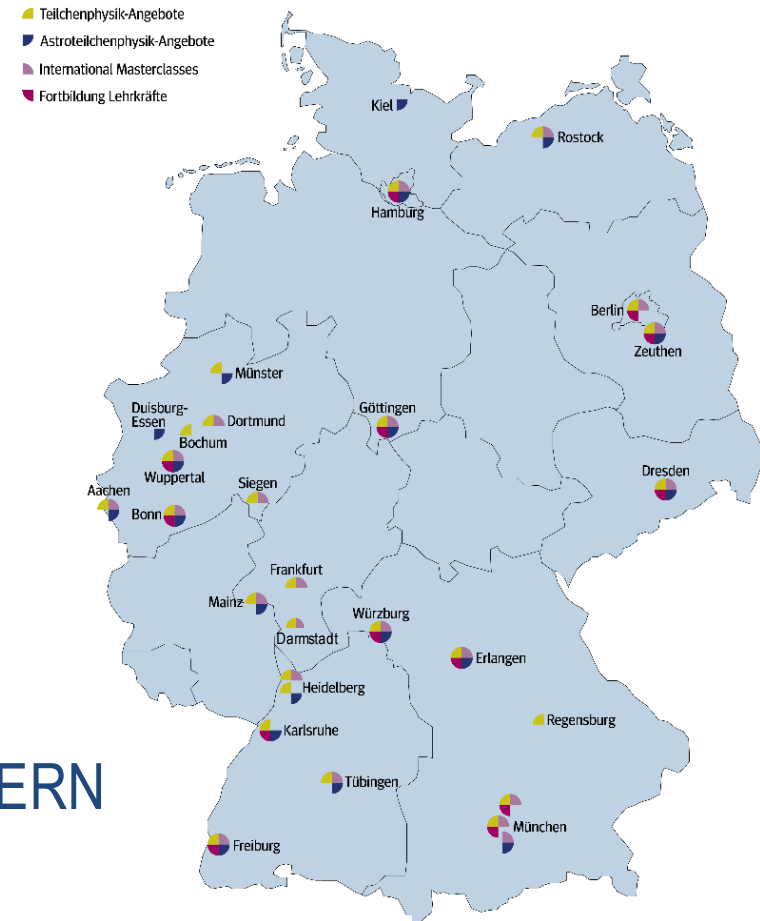 Teilchenphysik-Angebote
Astroteilchenphysik-Angebote
International Masterclasses
Fortbildung Lehrkräfte
Kiel
Rostock
Hamburg
Berlin
Zeuthen
Münster
Duisburg-
Essen
Dortmund
Bochum
Göttingen
Wuppertal
Dresden
Aachen
Siegen
Bonn
Frankfurt
Mainz
Würzburg
Darmstadt
Erlangen
Heidelberg
Regensburg
Karlsruhe
ERN
Tübingen
München
Freiburg